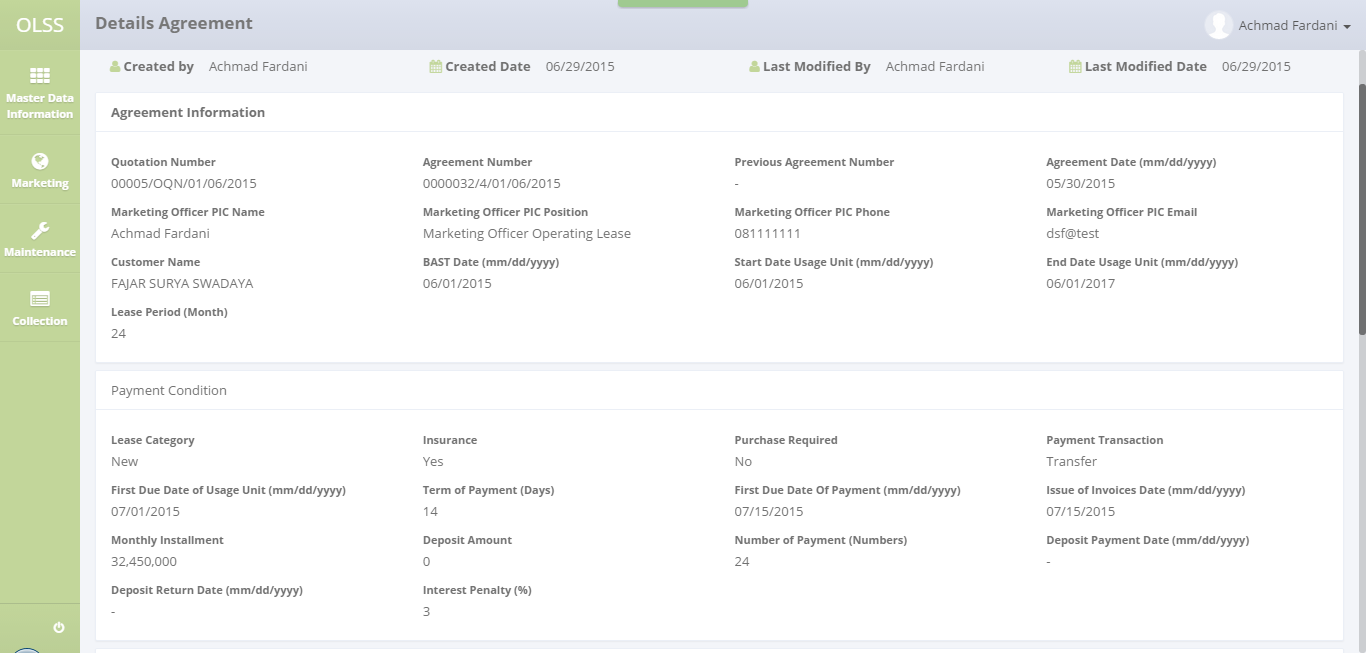 OLSS
Details Agreement
Achmad Fardani
Master Data
Information
Marketing
Maintenance
Collection
Created by Achmad Fardani Created Date 06/29/2015 Last Modified By Achmad Fardani Last Modified Date 06/29/2015
Agreement Information
Quotation Number Agreement Number Previous Agreement Number Agreement Date (mm/dd/yyyy)
00005/OQN/01/06/2015 0000032/4/01/06/2015 - 05/30/2015
Marketing Officer PIC Name Marketing Officer PIC Position Marketing Officer PIC Phone Marketing Officer PIC Email
Achmad Fardani Marketing Officer Operating Lease 081111111 dsf@test
Customer Name BAST Date (mm/dd/yyyy) Start Date Usage Unit (mm/dd/yyyy) End Date Usage Unit (mm/dd/yyyy)
FAJAR SURYA SWADAYA 06/01/2015 06/01/2015 06/01/2017
Lease Period (Month)
24
Payment Condition
Lease Category Insurance Purchase Required Payment Transaction
New Yes No Transfer
First Due Date of Usage Unit (mm/dd/yyyy) Term of Payment (Days) First Due Date Of Payment (mm/dd/yyyy) Issue of Invoices Date (mm/dd/yyyy)
07/01/2015 14 07/15/2015 07/15/2015
Monthly Installment Deposit Amount Number of Payment (Numbers) Deposit Payment Date (mm/dd/yyyy)
32,450,000 0 24 -
Deposit Return Date (mm/dd/yyyy) Interest Penalty (%)
- 3